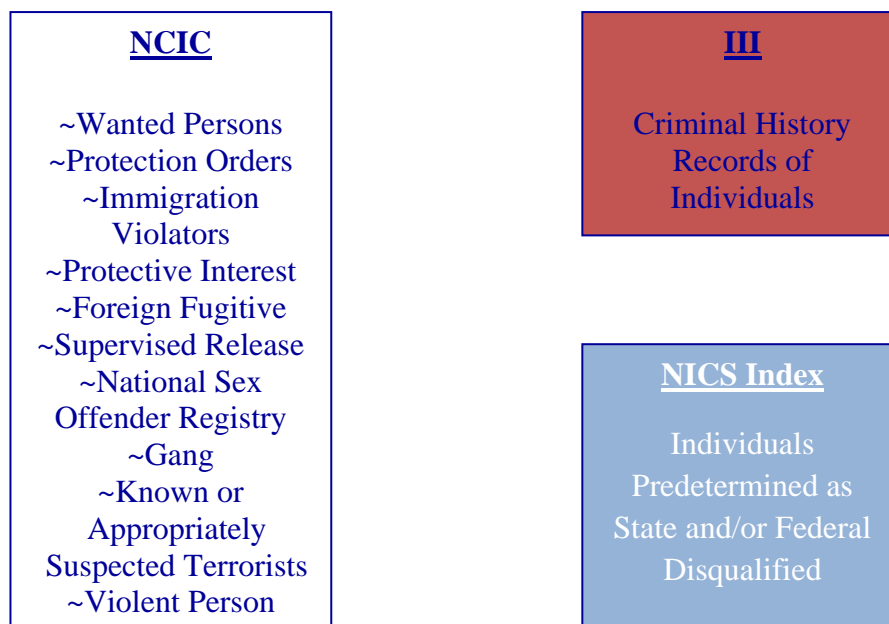 NCIC
~Wanted Persons
~Protection Orders
~Immigration
Violators
~Protective Interest
~Foreign Fugitive
~Supervised Release
~National Sex
Offender Registry
~Gang
~Known or
Appropriately
Suspected Terrorists
~Violent Person
III
Criminal History
Records of
Individuals
NICS Index
Individuals
Predetermined as
State and/or Federal
Disqualified